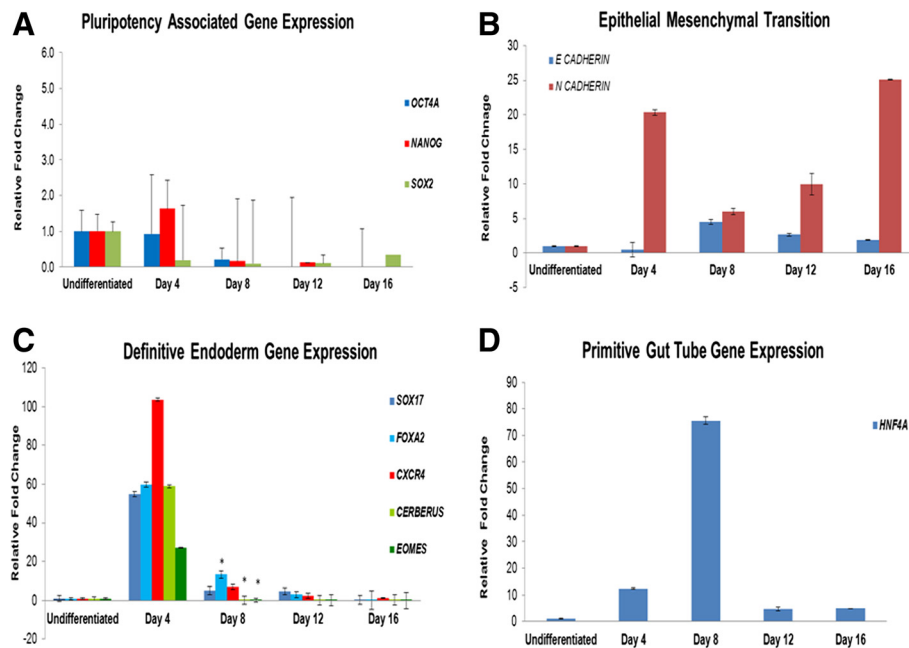 A
Pluripotency Associated Gene Expression
Relative Fold Change
6.0
5.0
4.0
3.0
2.0
1.0
0.0
OCT4A
NANOG
SOX2
Undifferentiated Day 4 Day 8 Day 12 Day 16
B
Epithelial Mesenchymal Transition
Relative Fold Chnage
30
25
20
15
10
5
0
-5
E CADHERIN
N CADHERIN
Undifferentiated Day 4 Day 8 Day 12 Day 16
C
Definitive Endoderm Gene Expression
Relative Fold Change
120
100
80
60
40
20
0
-20
SOX17
FOXA2
CXCR4
CERBERUS
EOMES
* * *
Undifferentiated Day 4 Day 8 Day 12 Day 16
D
Primitive Gut Tube Gene Expression
Relative Fold Change
90
80
70
60
50
40
30
20
10
0
HNF4A
Undifferentiated Day 4 Day 8 Day 12 Day 16